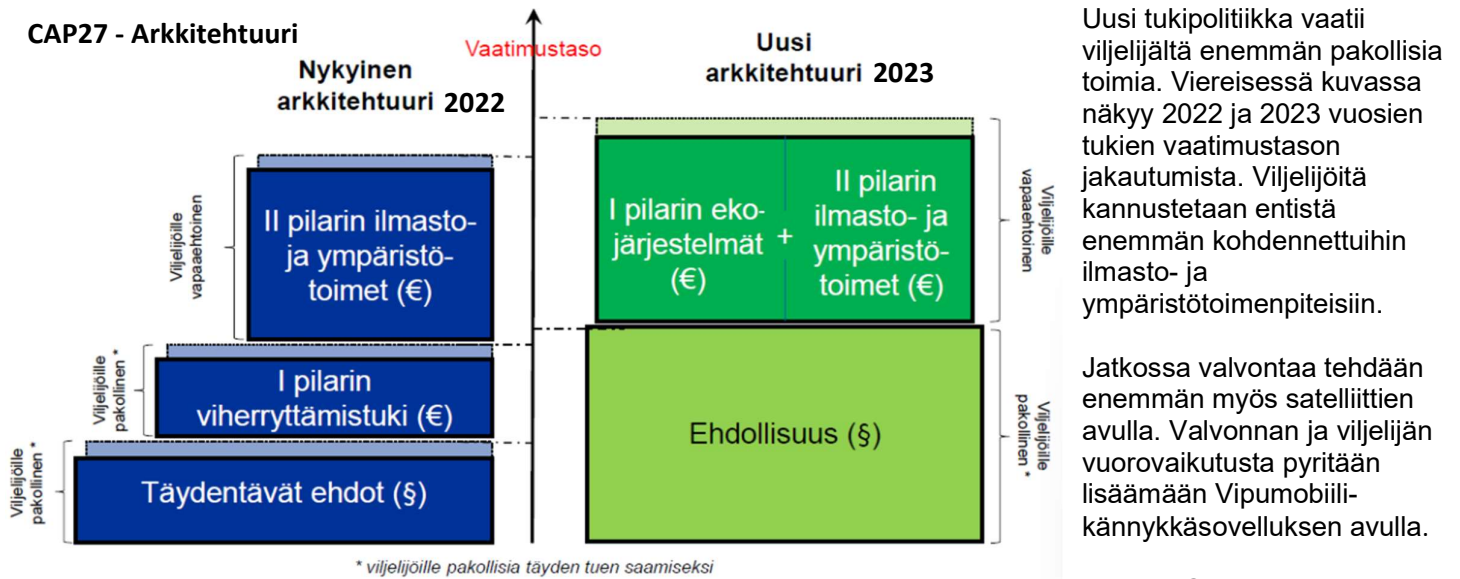 CAP27 - Arkkitehtuuri
Vaatimustaso
Nykyinen
arkkitehtuuri 2022
Viljelijöille
vapaaehtoinen
II pilarin ilmasto-
ja ympäristö-
toimet (€)
Viljelijöille
pakollinen *
I pilarin
viherryttämistuki (€)
Viljelijöille
pakollinen *
Täydentävät ehdot (§)
Uusi
arkkitehtuuri 2023
I pilarin eko-
järjestelmät
(€)
+
II pilarin
ilmasto- ja
ympäristö-
toimet (€)
Viljelijöille
vapaaehtoinen
Ehdollisuus (§)
Viljelijöille
pakollinen *
* viljelijöille pakollisia täyden tuen saamiseksi
Uusi tukipolitiikka vaatii
viljelijältä enemmän pakollisia
toimia. Viereisessä kuvassa
näkyy 2022 ja 2023 vuosien
tukien vaatimustason
jakautumista. Viljelijöitä
kannustetaan entistä
enemmän kohdennettuihin
ilmasto- ja
ympäristötoimenpiteisiin.
Jatkossa valvontaa tehdään
enemmän myös satelliittien
avulla. Valvonnan ja viljelijän
vuorovaikutusta pyritään
lisäämään Vipumobiili-
kännykkäsovelluksen avulla.